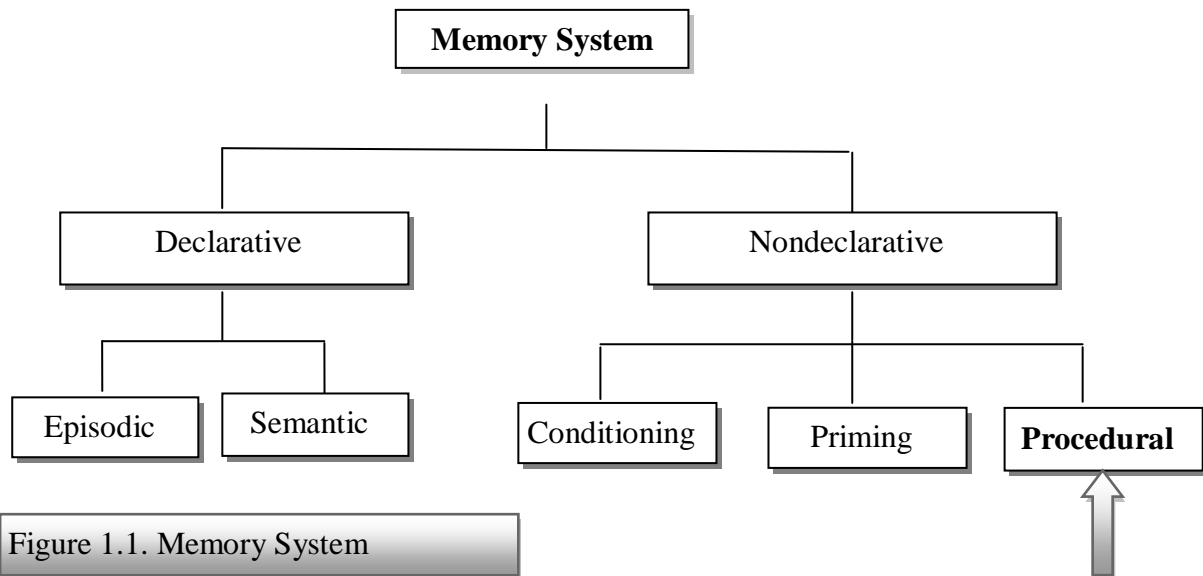 Memory System
Declarative
Nondeclarative
Episodic
Semantic
Conditioning
Priming
Procedural
Figure 1.1. Memory System